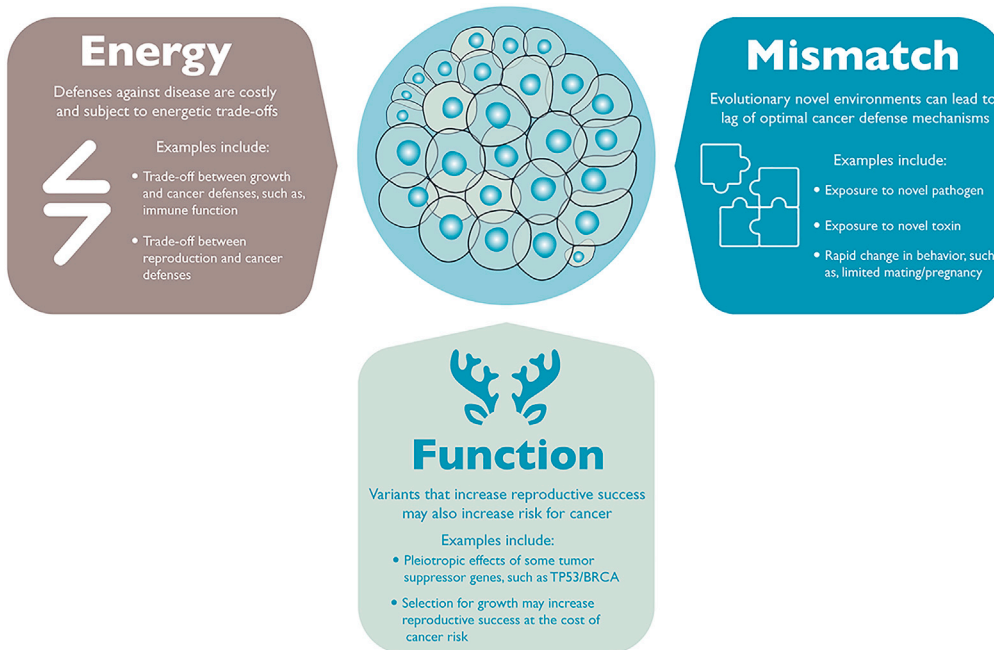 Energy
Defenses against disease are costly
and subject to energetic trade-offs
Examples include:
• Trade-off between growth
and cancer defenses, such as,
immune function
• Trade-off between
reproduction and cancer
defenses
Mismatch
Evolutionary novel environments can lead to
lag of optimal cancer defense mechanisms
Examples include:
• Exposure to novel pathogen
• Exposure to novel toxin
• Rapid change in behavior, such
as, limited mating/pregnancy
Function
Variants that increase reproductive success
may also increase risk for cancer
Examples include:
• Pleiotropic effects of some tumor
suppressor genes, such as TP53/BRCA
• Selection for growth may increase
reproductive success at the cost of
cancer risk